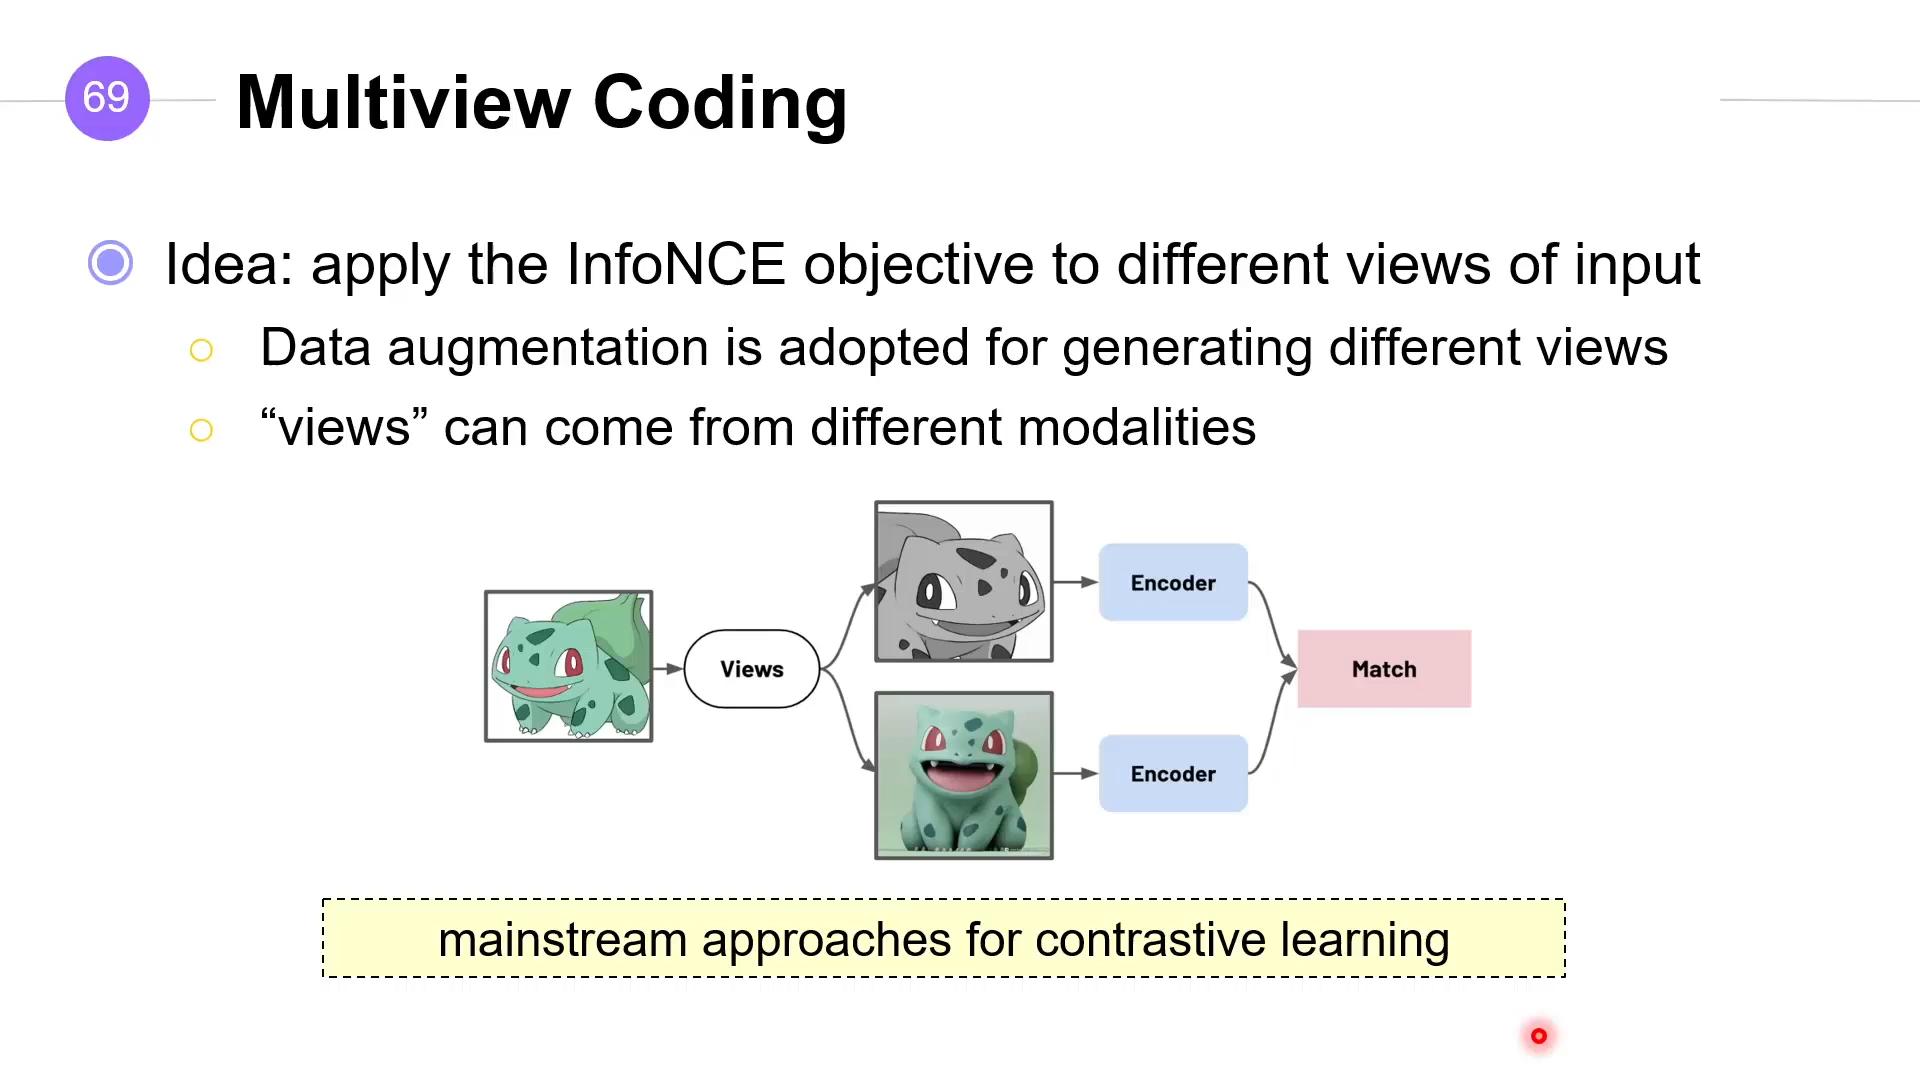 69
Multiview Coding
Idea: apply the InfoNCE objective to different views of input
Data augmentation is adopted for generating different views
“views” can come from different modalities
Views
Encoder
Encoder
Match
mainstream approaches for contrastive learning